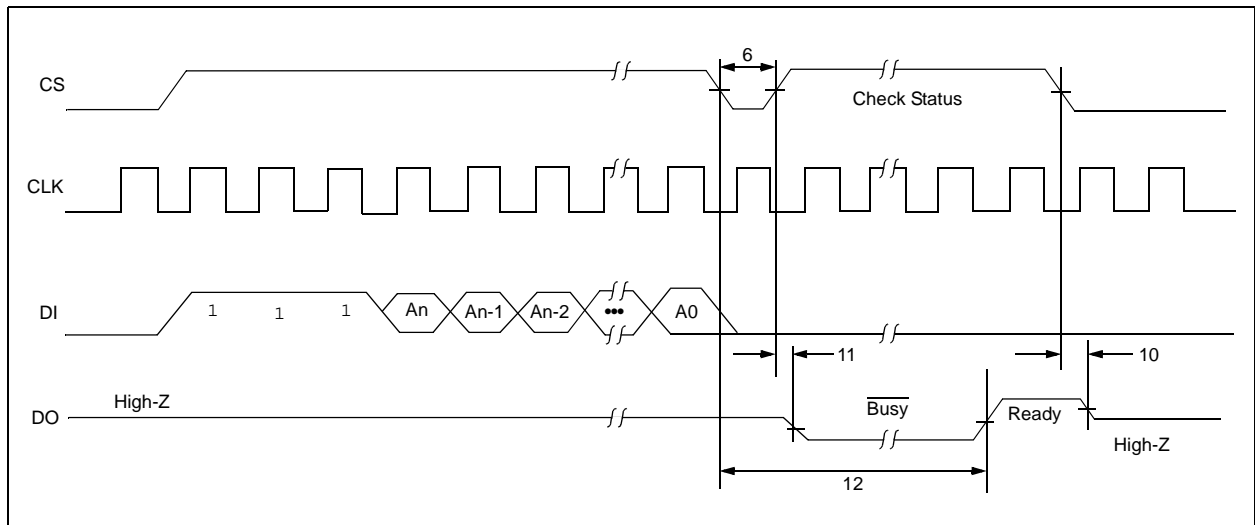 6
CS
Check Status
CLK
DI
1 1 1 An An-1 An-2 ••• A0
11
10
High-Z
DO
Busy
Ready
High-Z
12